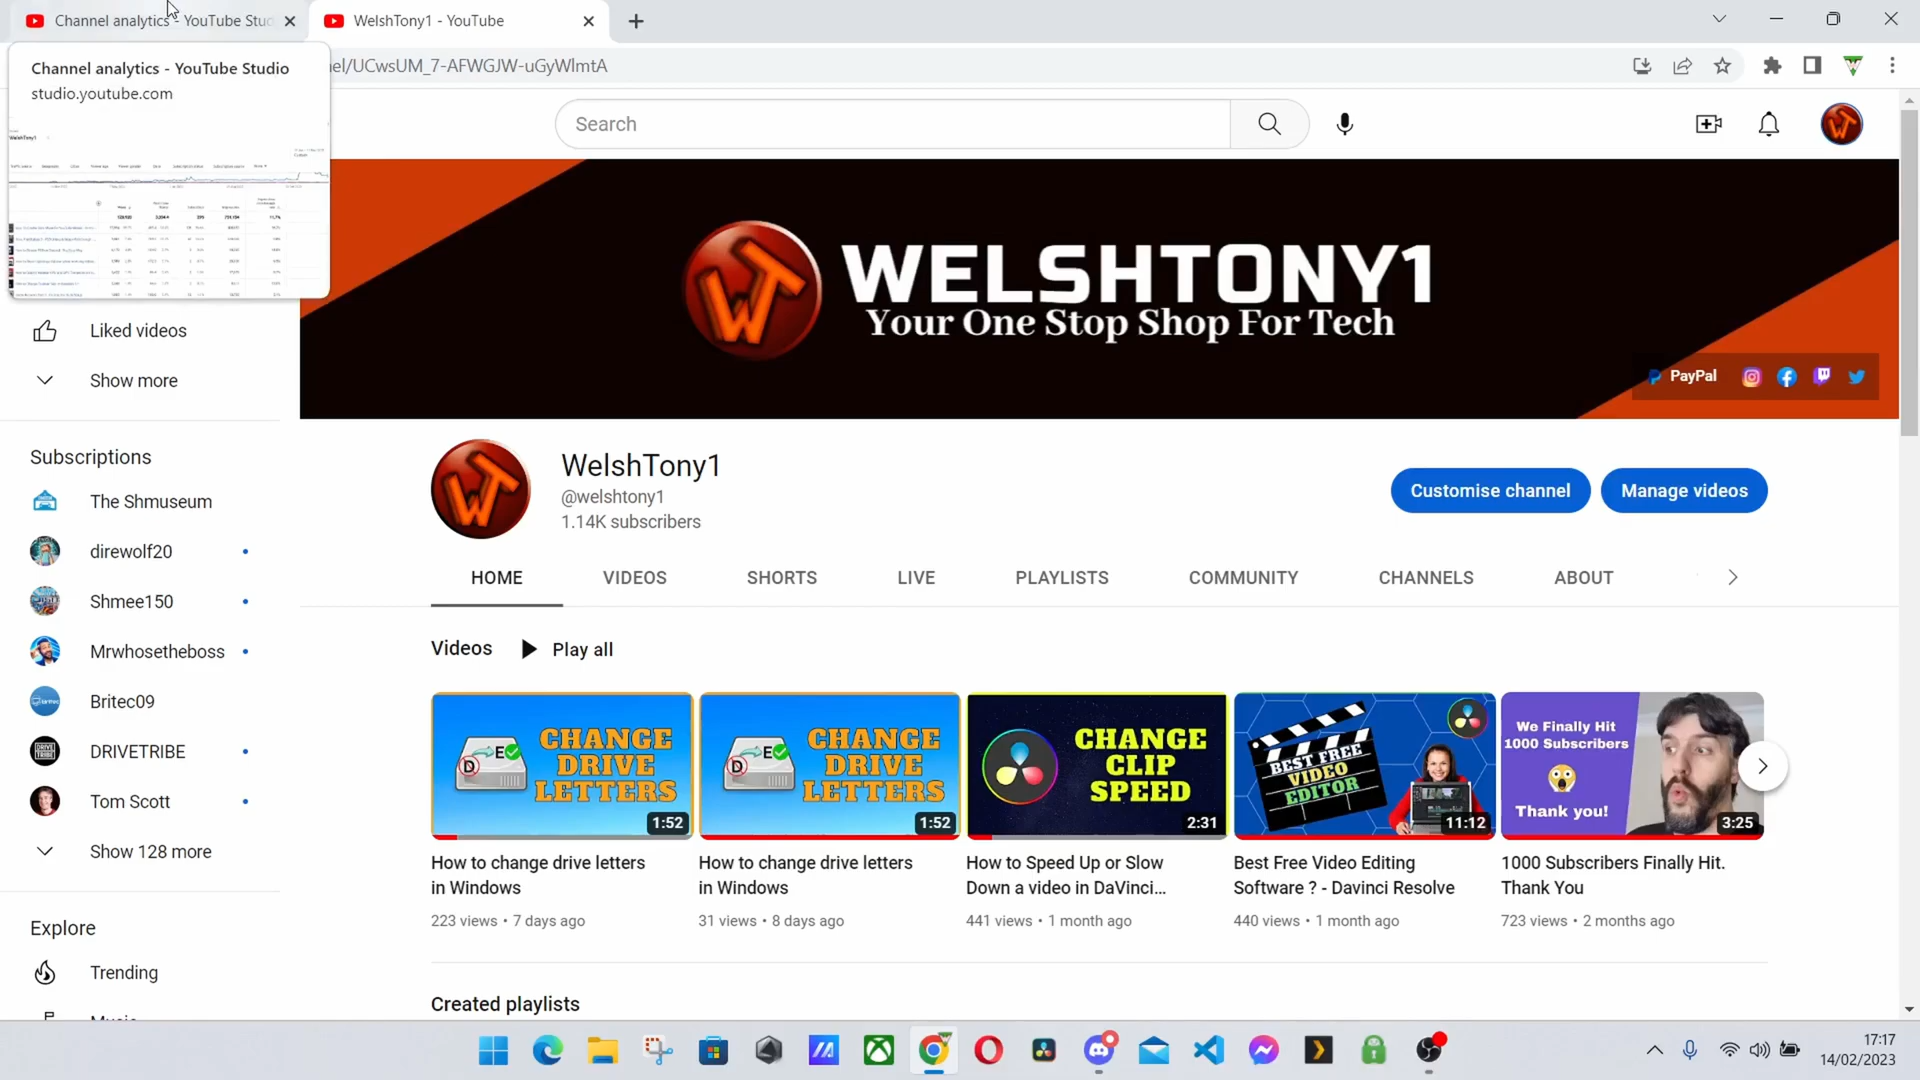 Channel analytics - YouTube Stud
WelshTony1 - YouTube
Channel analytics - YouTube Studio
studio.youtube.com
nel/UCwsUM_7-AFWGJW-uGyWlmtA
Search
WELSHTONY1
Your One Stop Shop For Tech
PayPal
Liked videos
Show more
Subscriptions
The Shmuseum
direwolf20
Shmee150
Mrwhosetheboss
Britec09
DRIVETRIBE
Tom Scott
Show 128 more
Explore
Trending
WelshTony1
@welshtony1
1.14K subscribers
Customise channel
Manage videos
HOME
VIDEOS
SHORTS
LIVE
PLAYLISTS
COMMUNITY
CHANNELS
ABOUT
Videos
Play all
CHANGE
DRIVE
LETTERS
D
E
1:52
How to change drive letters
in Windows
223 views • 7 days ago
CHANGE
DRIVE
LETTERS
D
E
1:52
How to change drive letters
in Windows
31 views • 8 days ago
CHANGE
CLIP
SPEED
2:31
How to Speed Up or Slow
Down a video in DaVinci...
441 views • 1 month ago
BEST FREE
VIDEO
EDITOR
11:12
Best Free Video Editing
Software ? - Davinci Resolve
440 views • 1 month ago
We Finally Hit
1000 Subscribers
Thank you!
3:25
1000 Subscribers Finally Hit.
Thank You
723 views • 2 months ago
Created playlists
17:17
14/02/2023